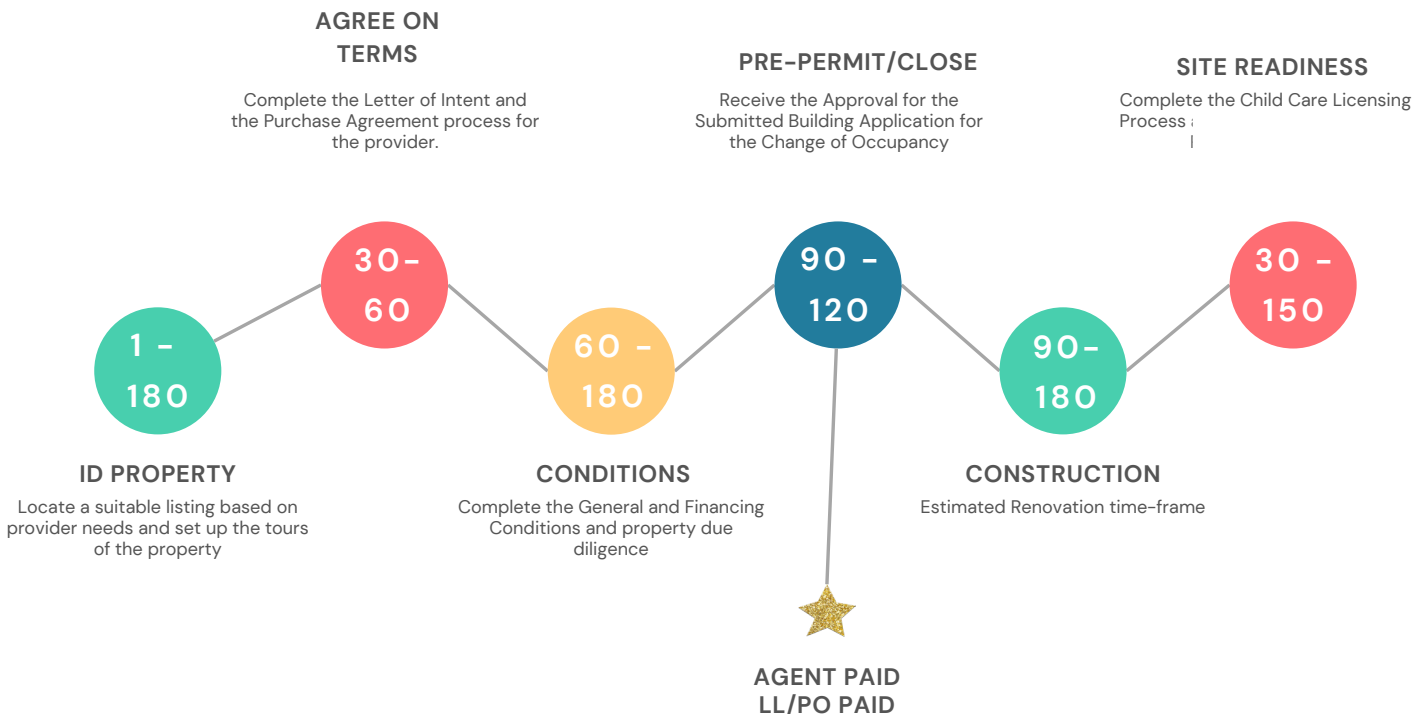 AGREE ON
TERMS
Complete the Letter of Intent and
the Purchase Agreement process for
the provider.
PRE-PERMIT/CLOSE
Receive the Approval for the
Submitted Building Application for
the Change of Occupancy
SITE READINESS
Complete the Child Care Licensing
Process
1 -
180
30-
60
60 -
180
90 -
120
90-
180
30 -
150
ID PROPERTY
Locate a suitable listing based on
provider needs and set up the tours
of the property
CONDITIONS
Complete the General and Financing
Conditions and property due
diligence
CONSTRUCTION
Estimated Renovation time-frame
AGENT PAID
LL/PO PAID